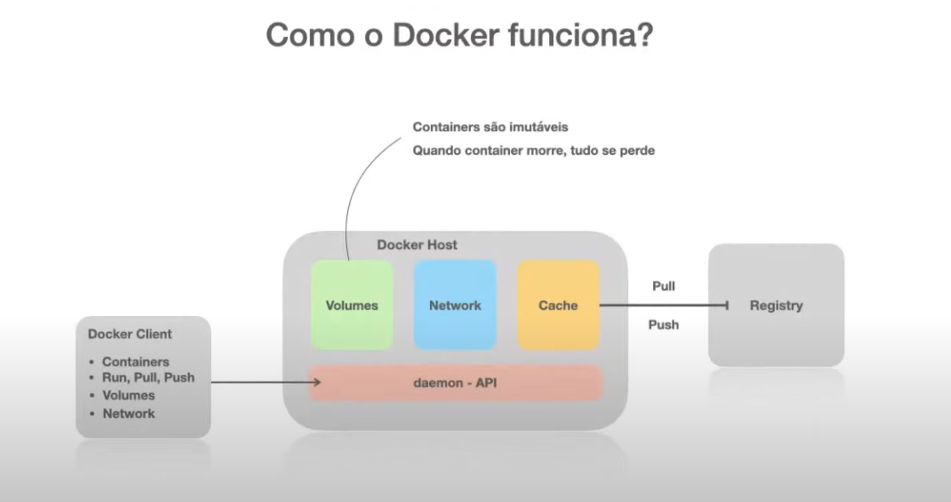 Como o Docker funciona?
Containers são imutáveis
Quando container morre, tudo se perde
Docker Host
Volumes
Network
Cache
daemon - API
Docker Client
• Containers
• Run, Pull, Push
• Volumes
• Network
Pull
Push
Registry